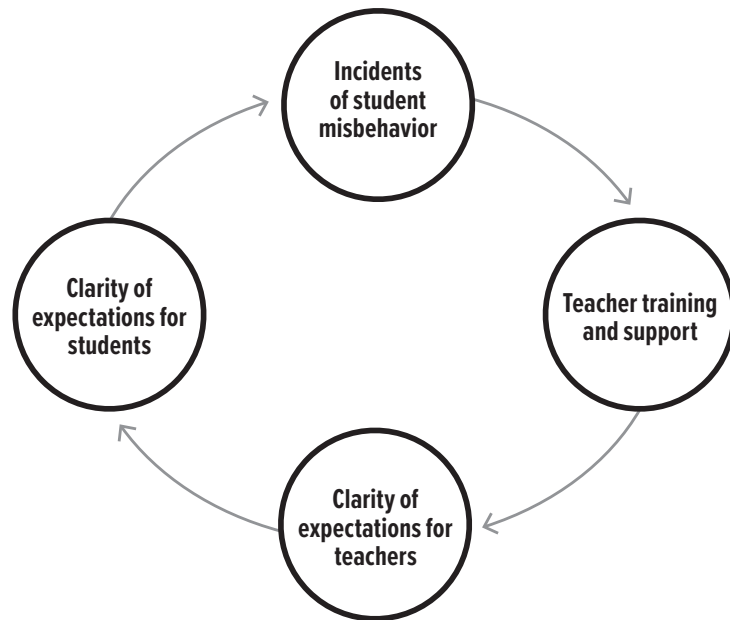 Incidents
of student
misbehavior
Teacher training
and support
Clarity of
expectations for
teachers
Clarity of
expectations for
students